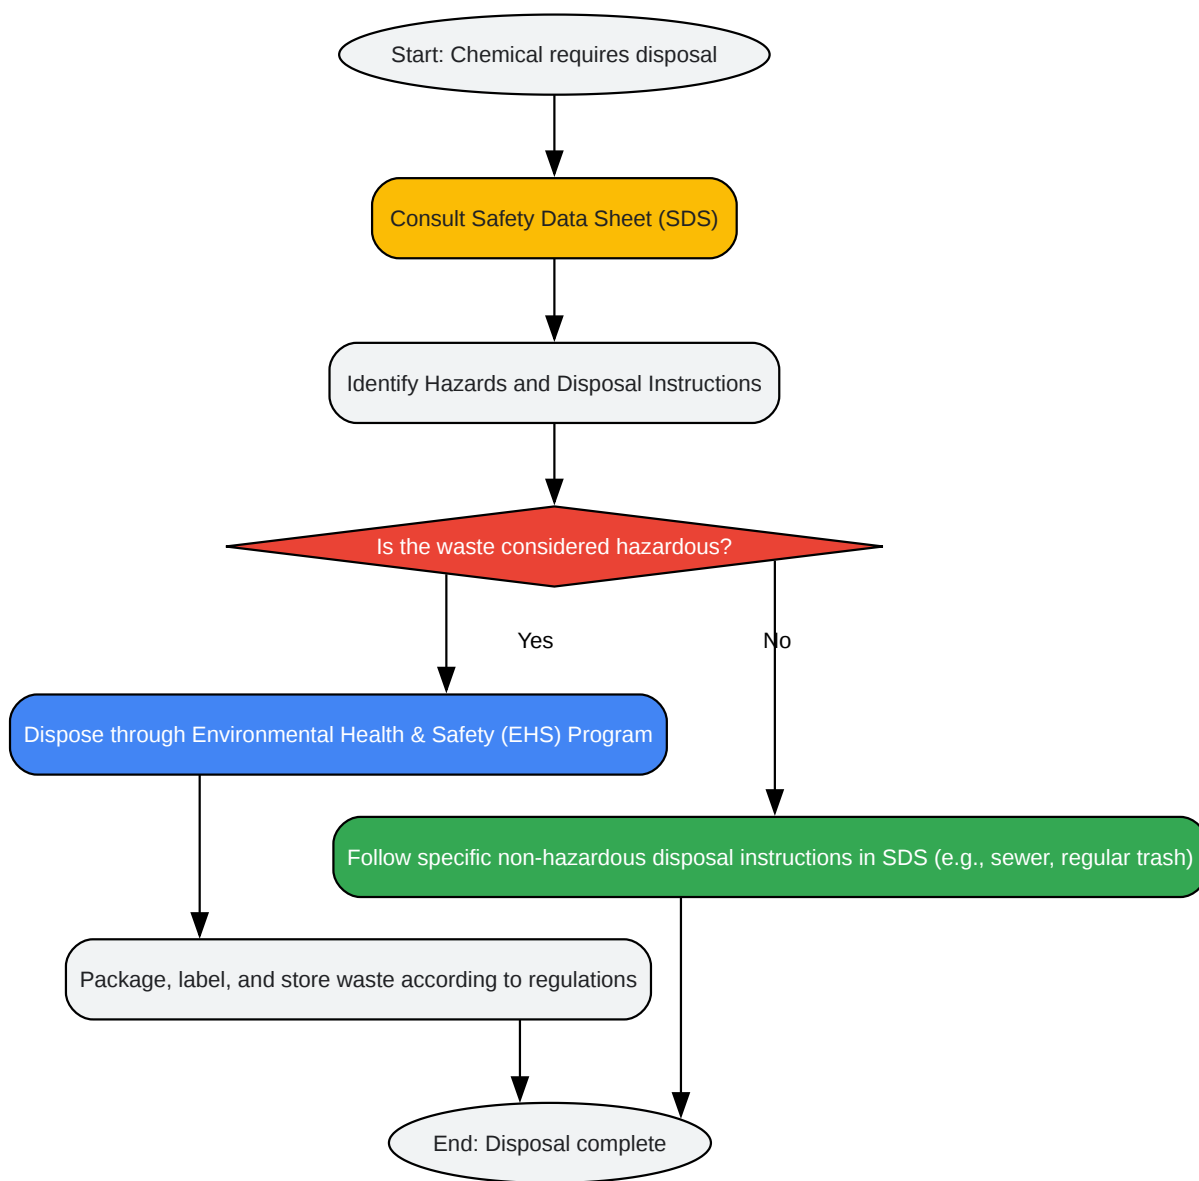 Start: Chemical requires disposal
Consult Safety Data Sheet (SDS)
Identify Hazards and Disposal Instructions
Is the waste considered hazardous?
Yes
No
Dispose through Environmental Health & Safety (EHS) Program
Follow specific non-hazardous disposal instructions in SDS (e.g., sewer, regular trash)
Package, label, and store waste according to regulations
End: Disposal complete